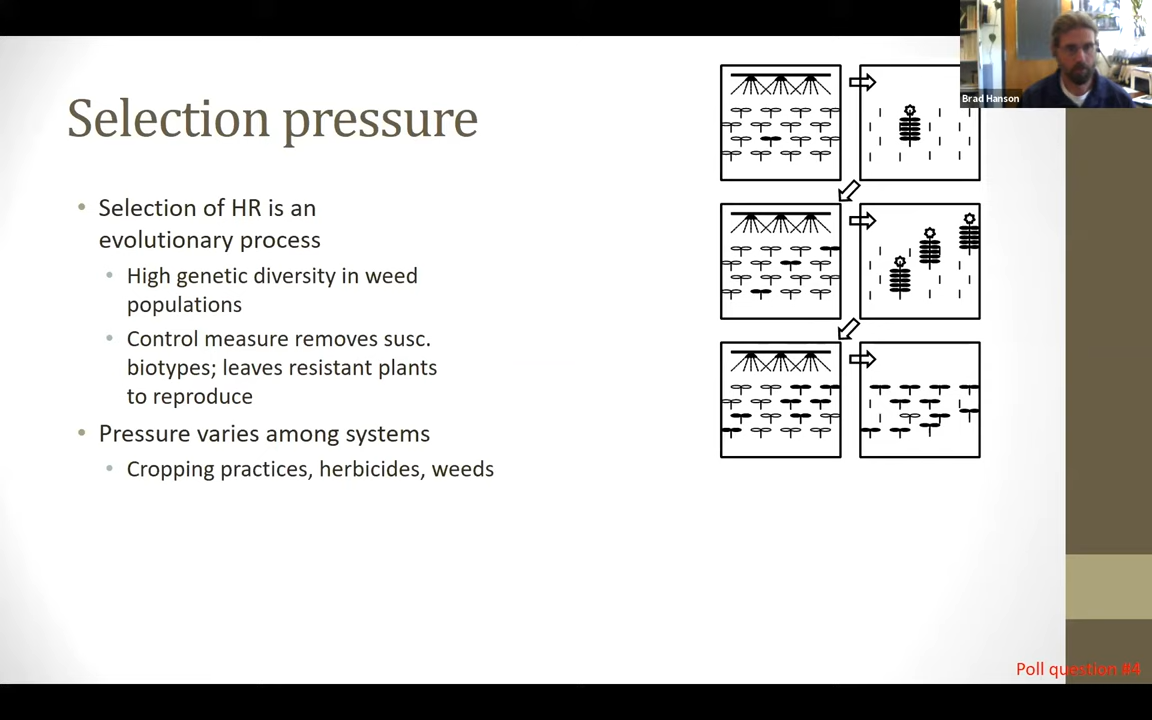 Selection pressure
Brad Hanson
• Selection of HR is an
evolutionary process
• High genetic diversity in weed
populations
• Control measure removes susc.
biotypes; leaves resistant plants
to reproduce
• Pressure varies among systems
• Cropping practices, herbicides, weeds
Poll question #4